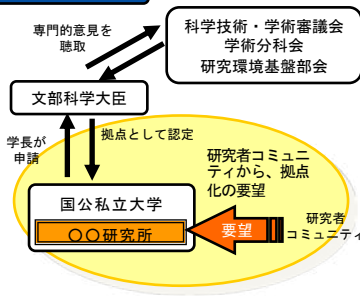 専門的意見を
聴取
科学技術・学術審議会
学術分科会
研究環境基盤部会
文部科学大臣
学長が
申請
拠点として認定
研究者コミュニ
ティから、拠点
化の要望
国公私立大学
〇〇研究所
要望
研究者
コミュニティ